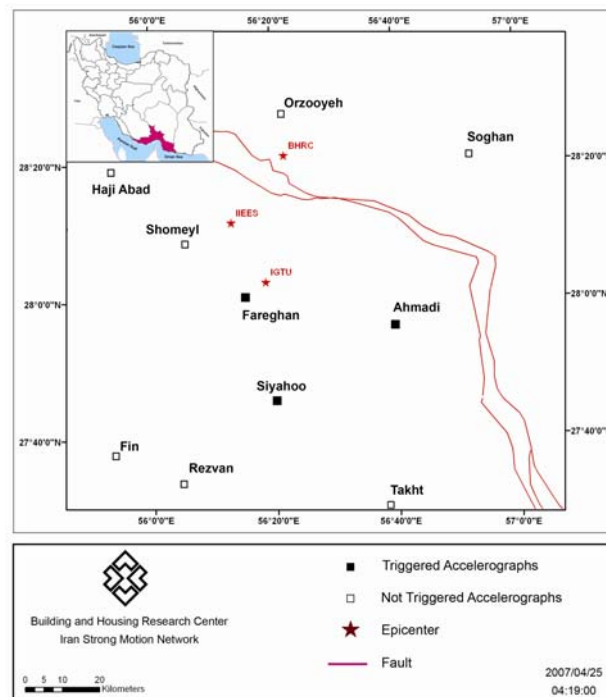 56°0'0"E 56°20'0"E 56°40'0"E 57°0'0"E
Caspian Sea
Orzooyeh
BHRC
Soghan
28°20'0"N 28°20'0"N
Haji Abad
IIEES
Shomeyl
IGTU
28°0'0"N 28°0'0"N
Fareghan
Ahmadi
Siyahoo
27°40'0"N 27°40'0"N
Fin
Rezvan
Takht
56°0'0"E 56°20'0"E 56°40'0"E 57°0'0"E
Building and Housing Research Center
Iran Strong Motion Network
0 5 10 20
Kilometers
Triggered Accelerographs
Not Triggered Accelerographs
Epicenter
Fault
2007/04/25
04:19:00